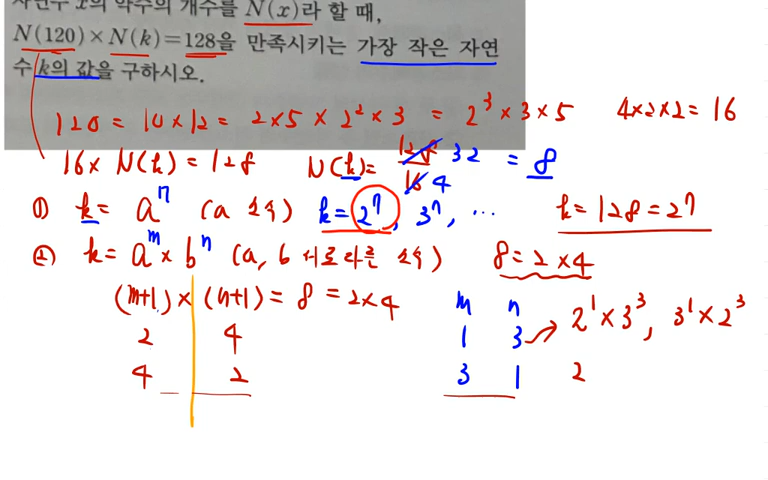 자연수 x의 약수의 개수를 N(x)라 할 때,
N(120)×N(k)=128을 만족시키는 가장 작은 자연
수 k의 값을 구하시오.
120 = 10×12 = 2×5×2²×3 = 2³×3×5 4×2×2=16
16×N(k)=128 N(k)= 128/16 32/4 = 8
① k= aⁿ (a 소수) k=2⁷, 3⁷, ... k=128=2⁷
② k= aᵐ×bⁿ (a, b 서로 다른 소수) 8=2×4
(m+1)×(n+1)=8=2×4 m n
2 4 1 3 → 2¹×3³, 3¹×2³
4 2 3 1 2